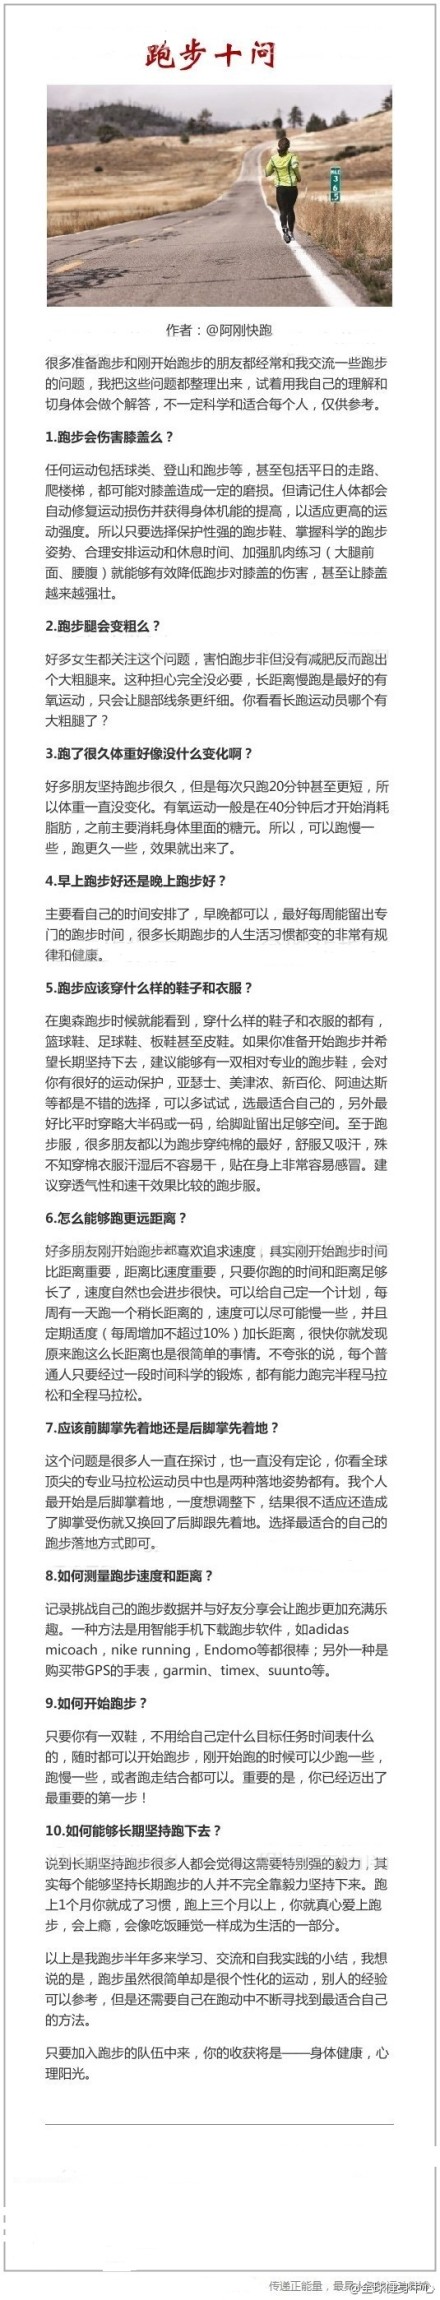 跑步十问
MILE
3
6
5
作者：@阿刚快跑
很多准备跑步和刚开始跑步的朋友都经常和我交流一些跑步
的问题，我把这些问题都整理出来，试着用我自己的理解和
切身体会做个解答，不一定科学和适合每个人，仅供参考。
1.跑步会伤害膝盖么？
任何运动包括球类、登山和跑步等，甚至包括平日的走路、
爬楼梯，都可能对膝盖造成一定的磨损。但请记住人体都会
自动修复运动损伤并获得身体机能的提高，以适应更高的运
动强度。所以只要选择保护性强的跑步鞋、掌握科学的跑步
姿势、合理安排运动和休息时间、加强肌肉练习（大腿前
面、腰腹）就能够有效降低跑步对膝盖的伤害，甚至让膝盖
越来越强壮。
2.跑步腿会变粗么？
好多女生都关注这个问题，害怕跑步非但没有减肥反而跑出
个大粗腿来。这种担心完全没必要，长距离慢跑是最好的有
氧运动，只会让腿部线条更纤细。你看看长跑运动员哪个有
大粗腿了？
3.跑了很久体重好像没什么变化啊？
好多朋友坚持跑步很久，但是每次只跑20分钟甚至更短，所
以体重一直没变化。有氧运动一般是在40分钟后才开始消耗
脂肪，之前主要消耗身体里面的糖元。所以，可以跑慢一
些，跑更久一些，效果就出来了。
4.早上跑步好还是晚上跑步好？
主要看自己的时间安排了，早晚都可以，最好每周能留出专
门的跑步时间，很多长期跑步的人生活习惯都变的非常有规
律和健康。
5.跑步应该穿什么样的鞋子和衣服？
在奥森跑步时候就能看到，穿什么样的鞋子和衣服的都有，
篮球鞋、足球鞋、板鞋甚至皮鞋。如果你准备开始跑步并希
望长期坚持下去，建议能够有一双相对专业的跑步鞋，会对
你有很好的运动保护，亚瑟士、美津浓、新百伦、阿迪达斯
等都是不错的选择，可以多试试，选最适合自己的，另外最
好比平时穿略大半码或一码，给脚趾留出足够空间。至于跑
步服，很多朋友都以为跑步穿纯棉的最好，舒服又吸汗，殊
不知穿棉衣服汗湿后不容易干，贴在身上非常容易感冒。建
议穿透气性和速干效果比较的跑步服。
6.怎么能够跑更远距离？
好多朋友刚开始跑步都喜欢追求速度，其实刚开始跑步时间
比距离重要，距离比速度重要，只要你跑的时间和距离足够
长了，速度自然也会进步很快。可以给自己定一个计划，每
周有一天跑一个稍长距离的，速度可以尽可能慢一些，并且
定期适度（每周增加不超过10%）加长距离，很快你就发现
原来跑这么长距离也是很简单的事情。不夸张的说，每个普
通人只要经过一段时间科学的锻炼，都有能力跑完半程马拉
松和全程马拉松。
7.应该前脚掌先着地还是后脚掌先着地？
这个问题是很多人一直在探讨，也一直没有定论，你看全球
顶尖的专业马拉松运动员中也是两种落地姿势都有。我个人
最开始是后脚掌着地，一度想调整下，结果很不适应还造成
了脚掌受伤就又换回了后脚跟先着地。选择最适合的自己的
跑步落地方式即可。
8.如何测量跑步速度和距离？
记录挑战自己的跑步数据并与好友分享会让跑步更加充满乐
趣。一种方法是用智能手机下载跑步软件，如adidas
micoach，nike running，Endomo等都很棒；另外一种是
购买带GPS的手表，garmin、timex、suunto等。
9.如何开始跑步？
只要你有一双鞋，不用给自己定什么目标任务时间表什么
的，随时都可以开始跑步，刚开始跑的时候可以少跑一些，
跑慢一些，或者跑走结合都可以。重要的是，你已经迈出了
最重要的第一步！
10.如何能够长期坚持跑下去？
说到长期坚持跑步很多人都会觉得这需要特别强的毅力，其
实每个能够坚持长期跑步的人并不完全靠毅力坚持下来。跑
上1个月你就成了习惯，跑上三个月以上，你就真心爱上跑
步，会上瘾，会像吃饭睡觉一样成为生活的一部分。
以上是我跑步半年多来学习、交流和自我实践的小结，我想
说的是，跑步虽然很简单却是很个性化的运动，别人的经验
可以参考，但是还需要自己在跑动中不断寻找到最适合自己
的方法。
只要加入跑步的队伍中来，你的收获将是——身体健康，心
理阳光。
传递正能量，最
@全球健身中心